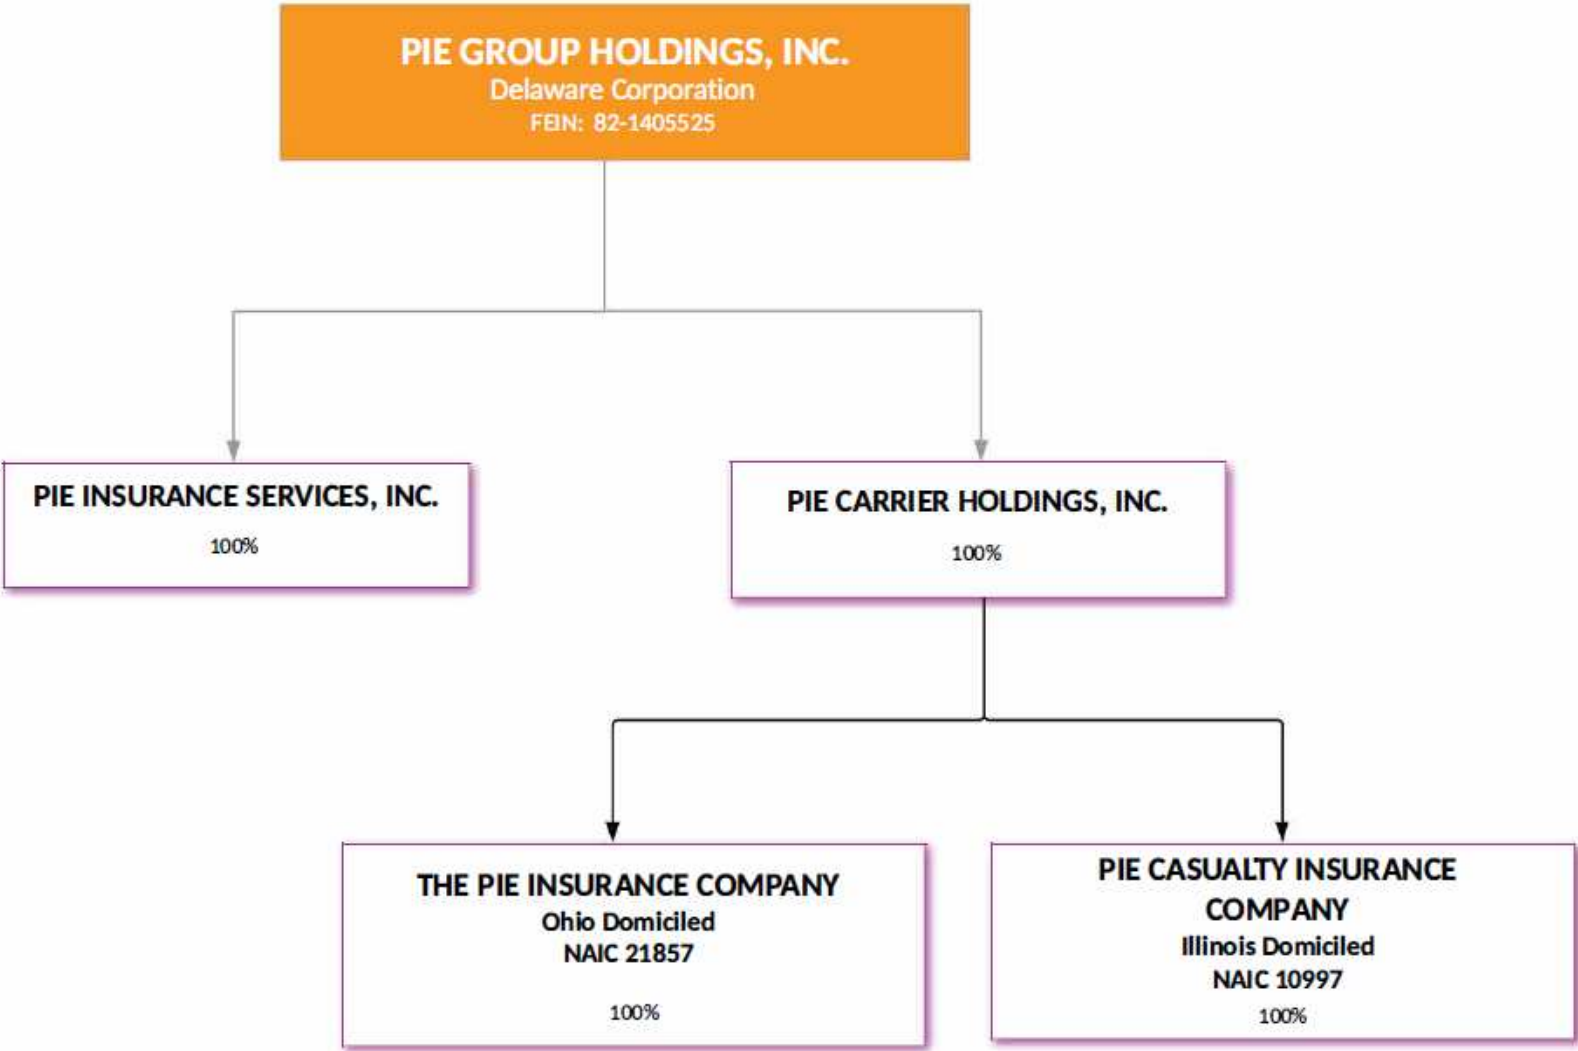 PIE GROUP HOLDINGS, INC.
Delaware Corporation
FEIN: 82-1405525
PIE INSURANCE SERVICES, INC.
100%
PIE CARRIER HOLDINGS, INC.
100%
THE PIE INSURANCE COMPANY
Ohio Domiciled
NAIC 21857
100%
PIE CASUALTY INSURANCE
COMPANY
Illinois Domiciled
NAIC 10997
100%